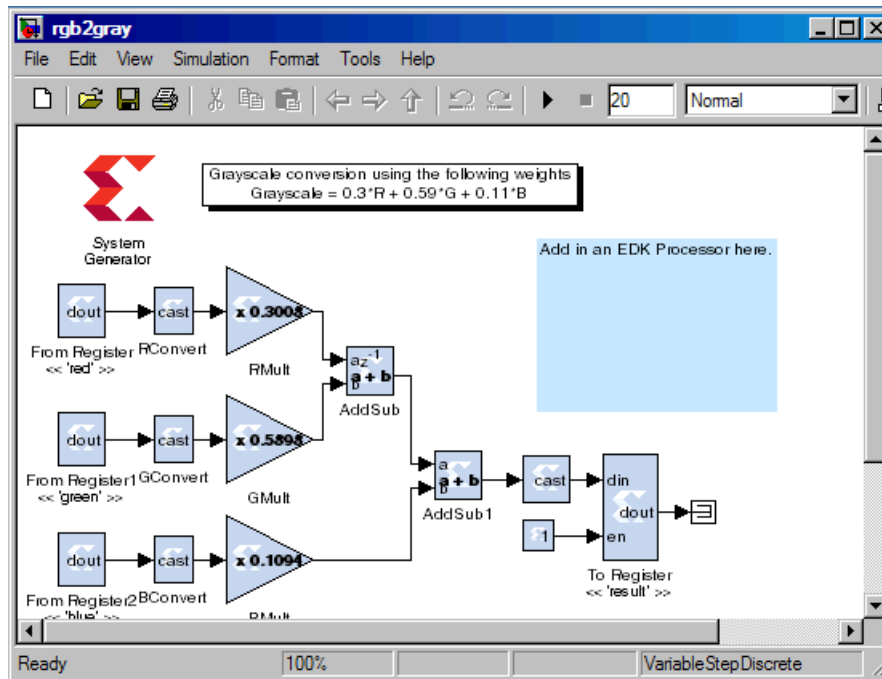 rgb2gray
File Edit View Simulation Format Tools Help
20 Normal
Grayscale conversion using the following weights
Grayscale = 0.3*R + 0.59*G + 0.11*B
System
Generator
Add in an EDK Processor here.
dout
cast
x 0.3008
From Register
<< 'red' >>
RConvert
RMult
a z-1
a + b
b
AddSub
dout
cast
x 0.5898
From Register1
<< 'green' >>
GConvert
GMult
a
a + b
b
AddSub1
cast
din
dout
en
1
To Register
<< 'result' >>
dout
cast
x 0.1094
From Register2
<< 'blue' >>
BConvert
Ready 100% VariableStepDiscrete